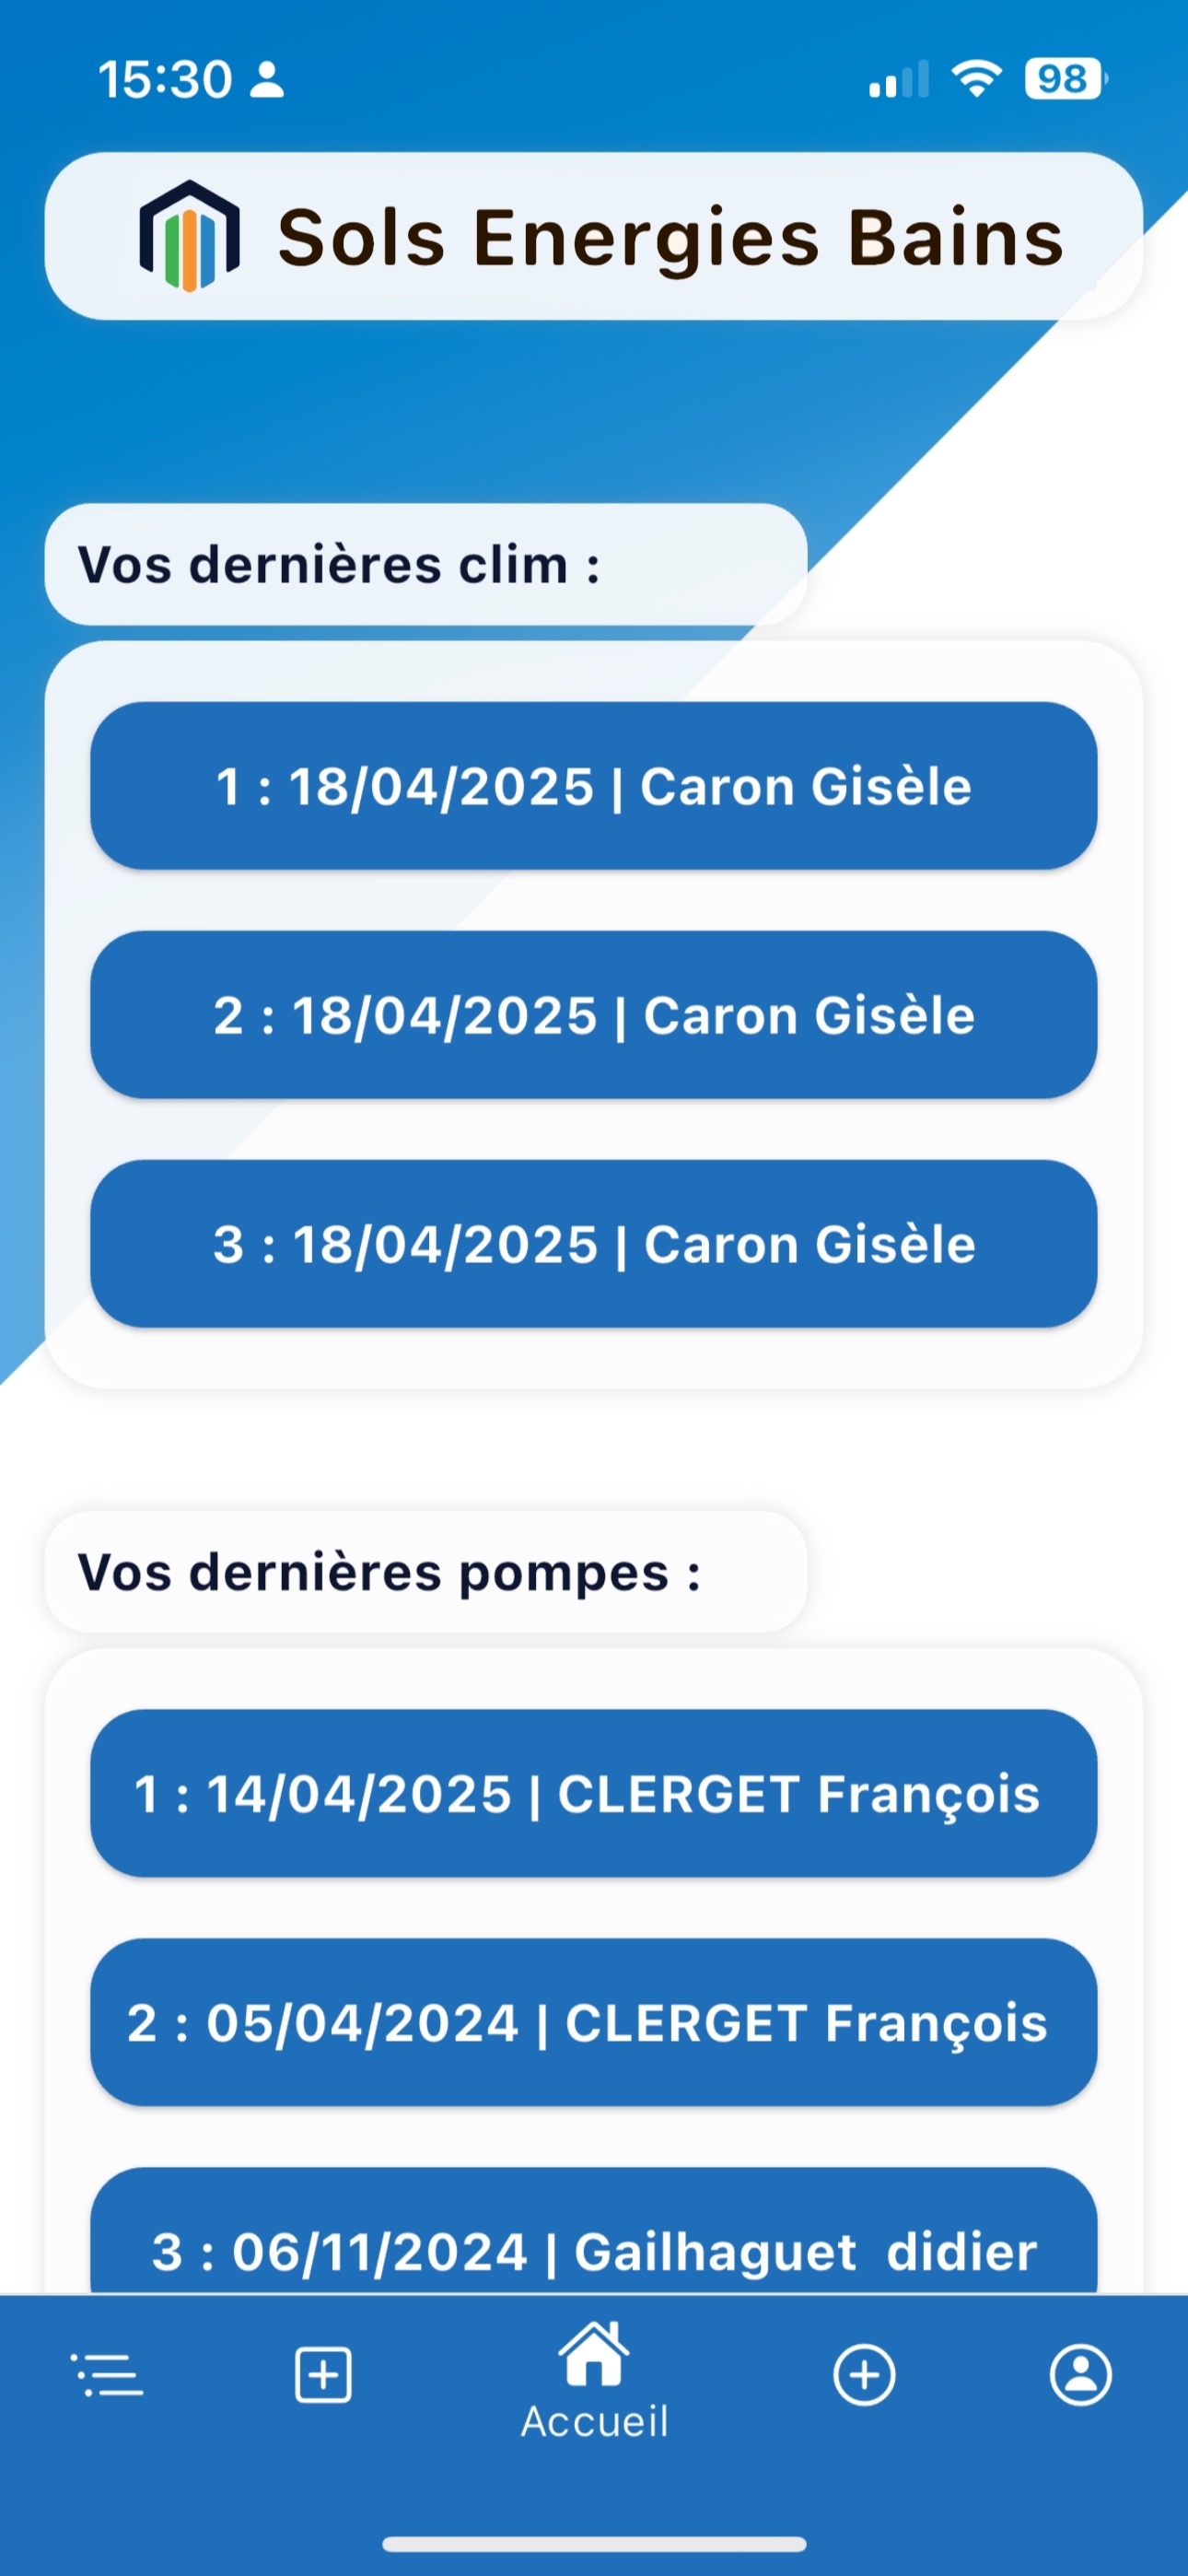 15:30
98
Sols Energies Bains
Vos dernières clim :
1 : 18/04/2025 | Caron Gisèle
2 : 18/04/2025 | Caron Gisèle
3 : 18/04/2025 | Caron Gisèle
Vos dernières pompes :
1 : 14/04/2025 | CLERGET François
2 : 05/04/2024 | CLERGET François
3 : 06/11/2024 | Gailhaguet  didier
Accueil